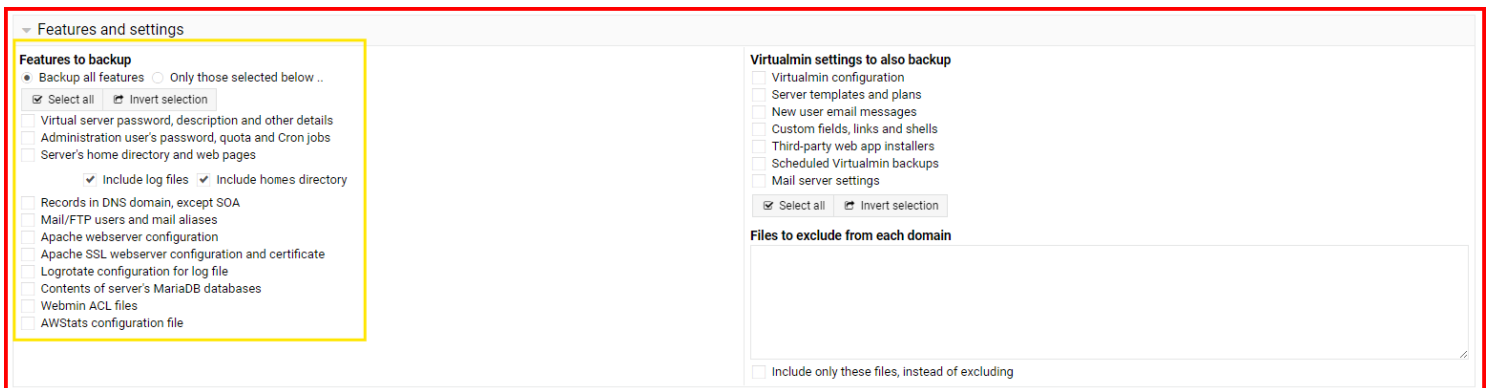 Features and settings
Features to backup
Backup all features Only those selected below ..
Select all Invert selection
Virtual server password, description and other details
Administration user's password, quota and Cron jobs
Server's home directory and web pages
Include log files Include homes directory
Records in DNS domain, except SOA
Mail/FTP users and mail aliases
Apache webserver configuration
Apache SSL webserver configuration and certificate
Logrotate configuration for log file
Contents of server's MariaDB databases
Webmin ACL files
AWStats configuration file
Virtualmin settings to also backup
Virtualmin configuration
Server templates and plans
New user email messages
Custom fields, links and shells
Third-party web app installers
Scheduled Virtualmin backups
Mail server settings
Select all Invert selection
Files to exclude from each domain
Include only these files, instead of excluding